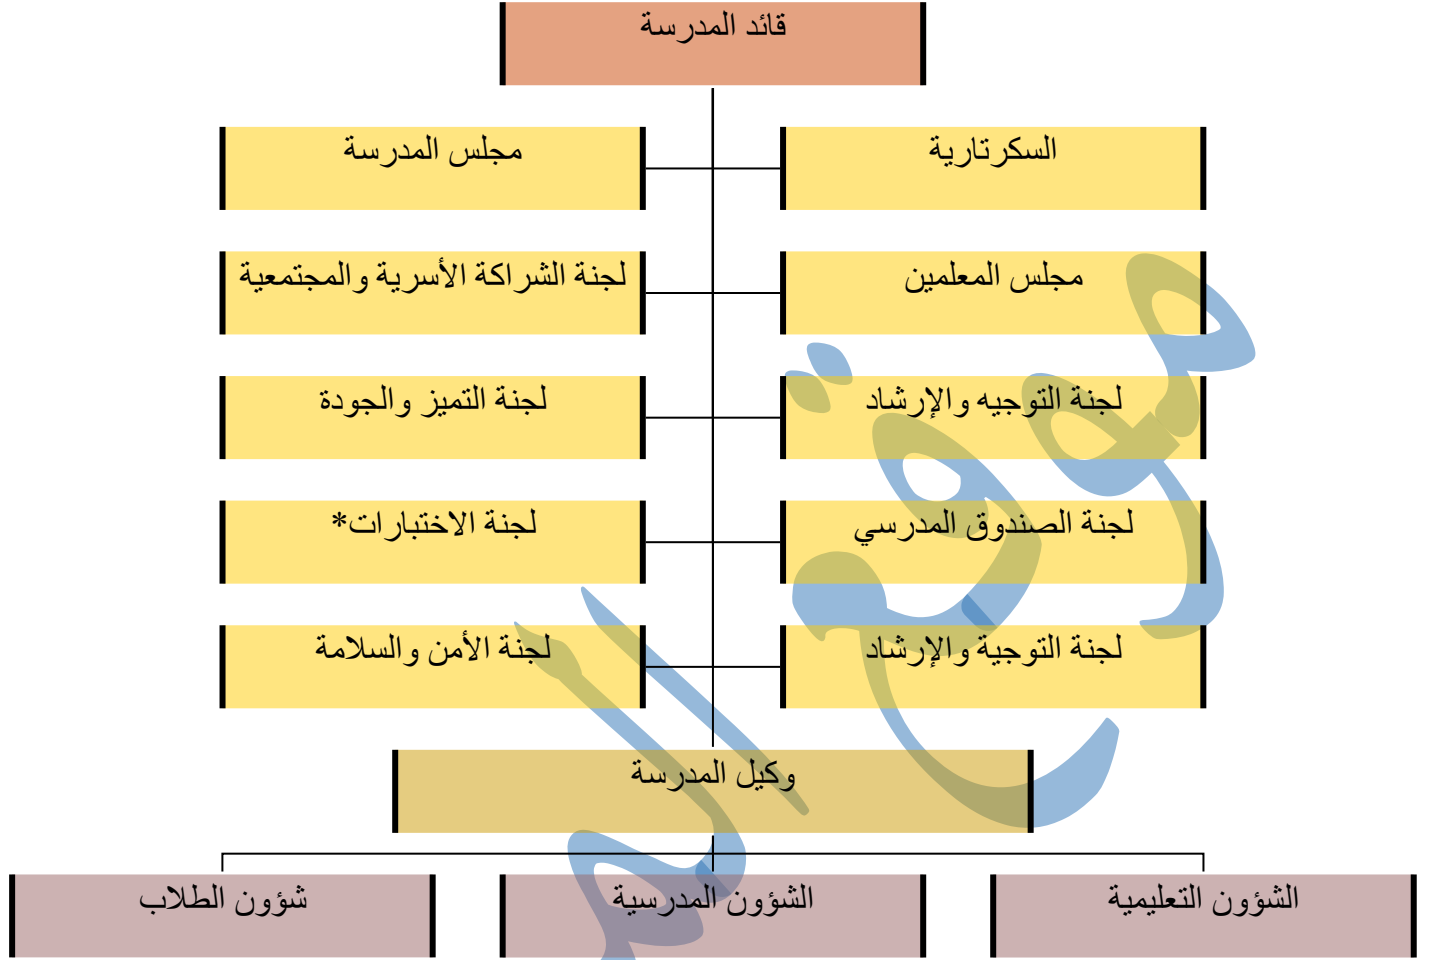 قائد المدرسة
السكرتارية
مجلس المدرسة
مجلس المعلمين
لجنة الشراكة الأسرية والمجتمعية
لجنة التوجيه والإرشاد
لجنة التميز والجودة
لجنة الصندوق المدرسي
لجنة الاختبارات*
لجنة التوجية والإرشاد
لجنة الأمن والسلامة
وكيل المدرسة
الشؤون التعليمية
الشؤون المدرسية
شؤون الطلاب
موقع